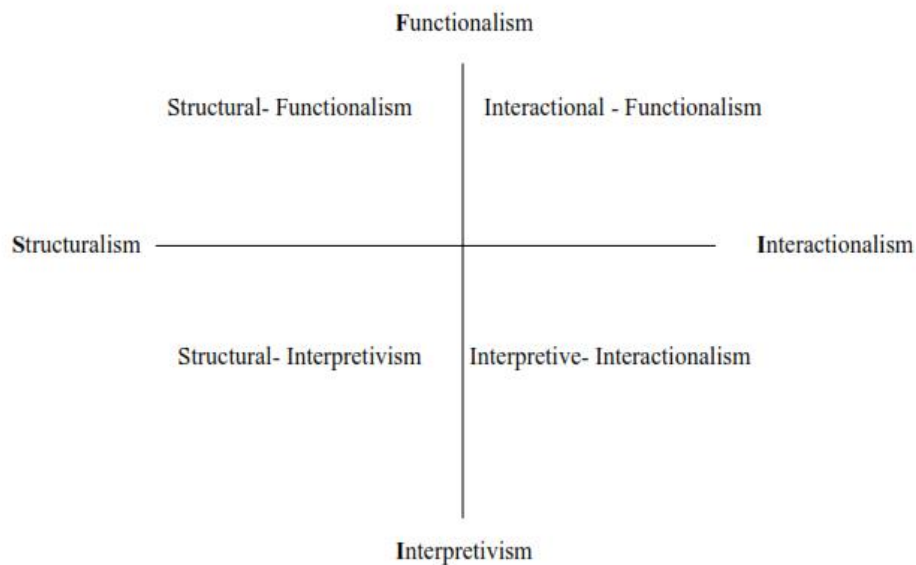 Functionalism
Structural- Functionalism
Interactional - Functionalism
Structuralism
Interactionalism
Structural- Interpretivism
Interpretive- Interactionalism
Interpretivism